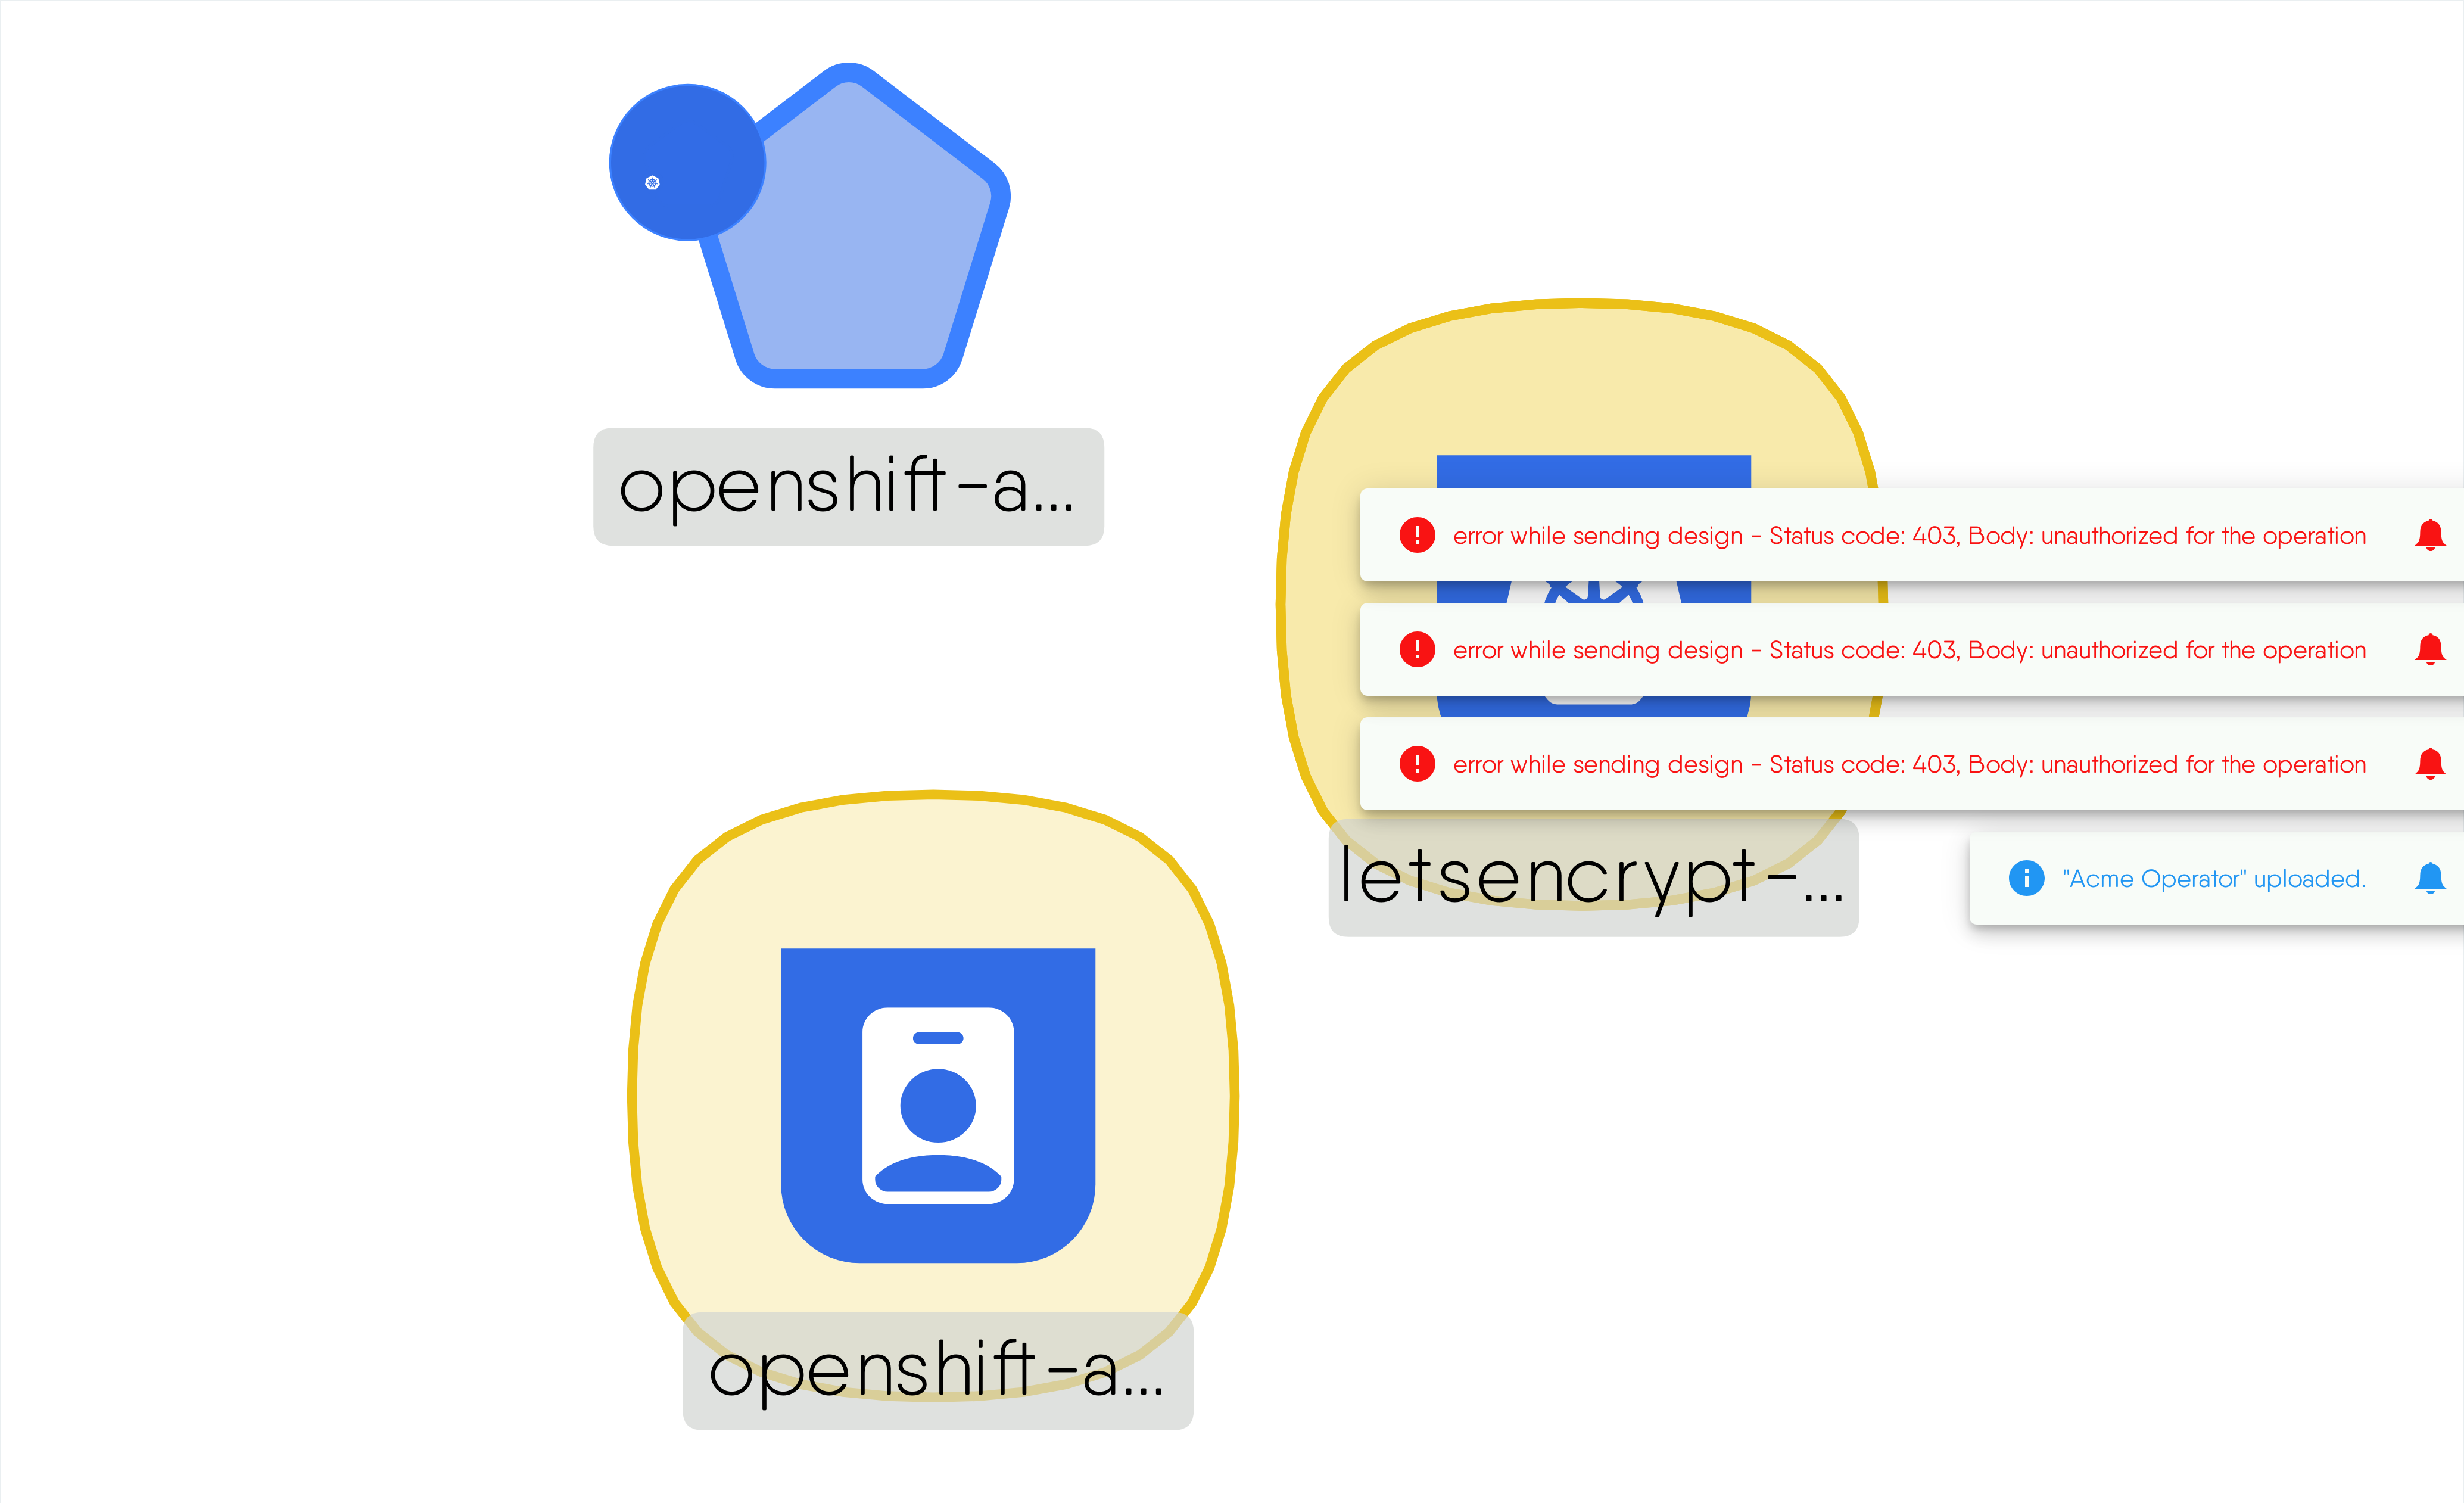 openshift-a...
error while sending design - Status code: 403, Body: unauthorized for the operation
error while sending design - Status code: 403, Body: unauthorized for the operation
error while sending design - Status code: 403, Body: unauthorized for the operation
letsencrypt-...
"Acme Operator" uploaded.
openshift-a...